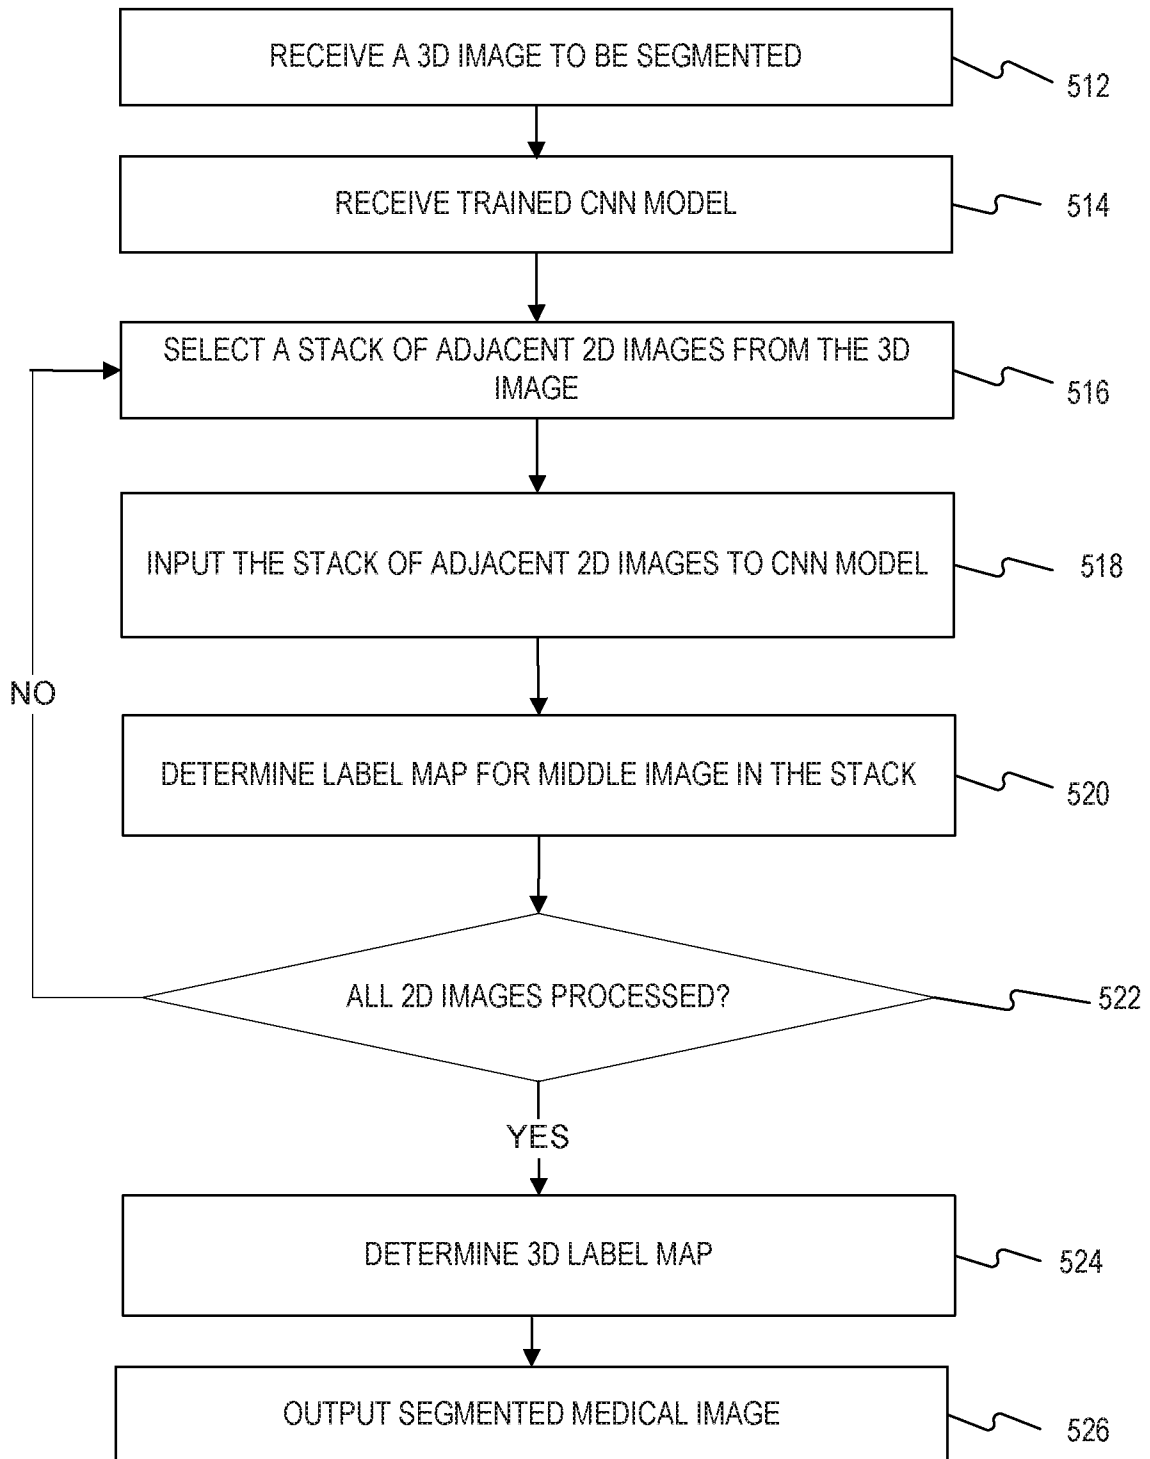 RECEIVE A 3D IMAGE TO BE SEGMENTED
512
RECEIVE TRAINED CNN MODEL
514
SELECT A STACK OF ADJACENT 2D IMAGES FROM THE 3D
IMAGE
516
INPUT THE STACK OF ADJACENT 2D IMAGES TO CNN MODEL
518
NO
DETERMINE LABEL MAP FOR MIDDLE IMAGE IN THE STACK
520
ALL 2D IMAGES PROCESSED?
522
YES
DETERMINE 3D LABEL MAP
524
OUTPUT SEGMENTED MEDICAL IMAGE
526